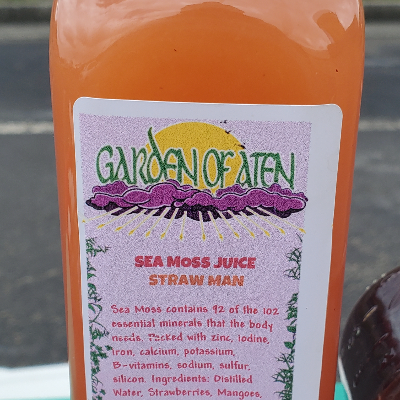 GARDEN OF ATEN
SEA MOSS JUICE
STRAW MAN
Sea Moss contains 92 of the 102
essential minerals that the body
needs. Packed with zinc, Iodine,
Iron, calcium, potassium,
B-vitamins, sodium, sulfur,
silicon. Ingredients: Distilled
Water, Strawberries, Mangoes,